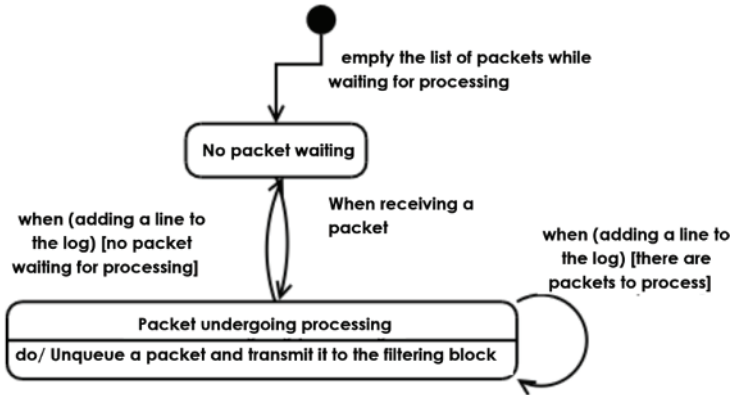 empty the list of packets while
waiting for processing
No packet waiting
When receiving a
packet
when (adding a line to
the log) [no packet
waiting for processing]
when (adding a line to
the log) [there are
packets to process]
Packet undergoing processing
do/ Unqueue a packet and transmit it to the filtering block